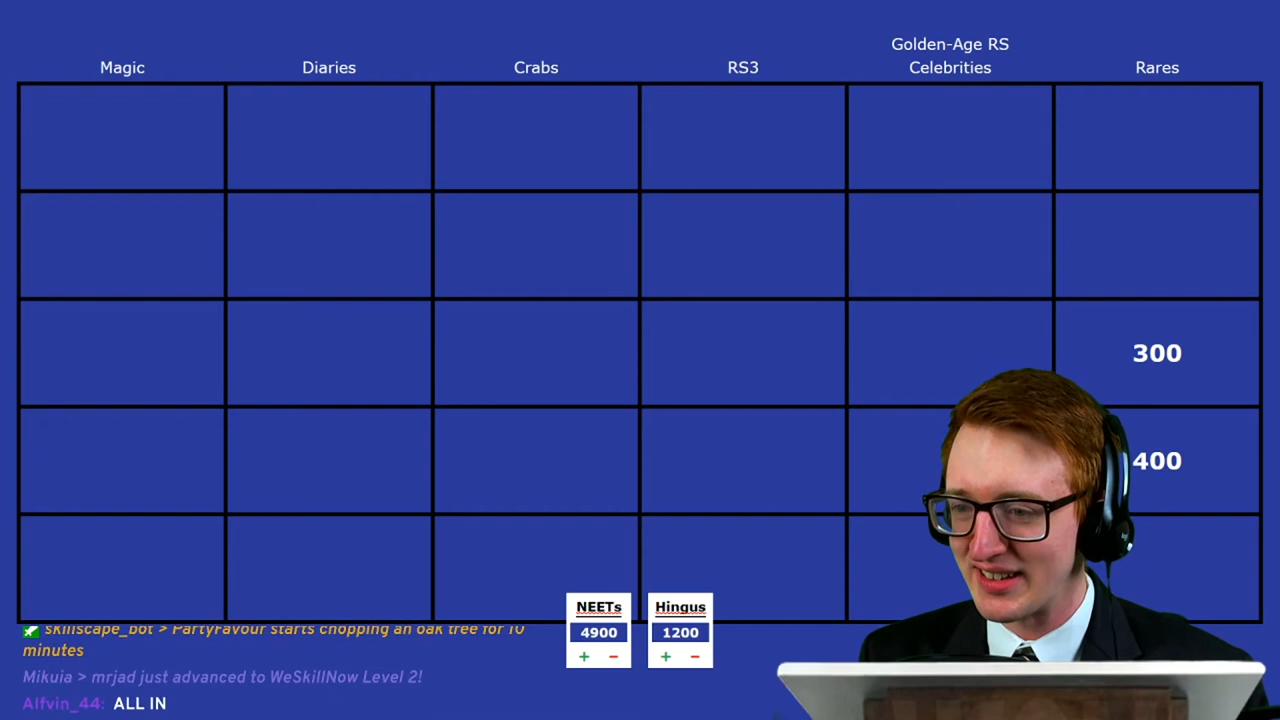 Golden-Age RS
Magic Diaries Crabs RS3 Celebrities Rares
300
400
NEETs Hingus
4900 1200
+ − + −
skillscape_bot > PartyFavour starts chopping an oak tree for 10
minutes
Mikuia > mrjad just advanced to WeSkillNow Level 2!
Alfvin_44: ALL IN